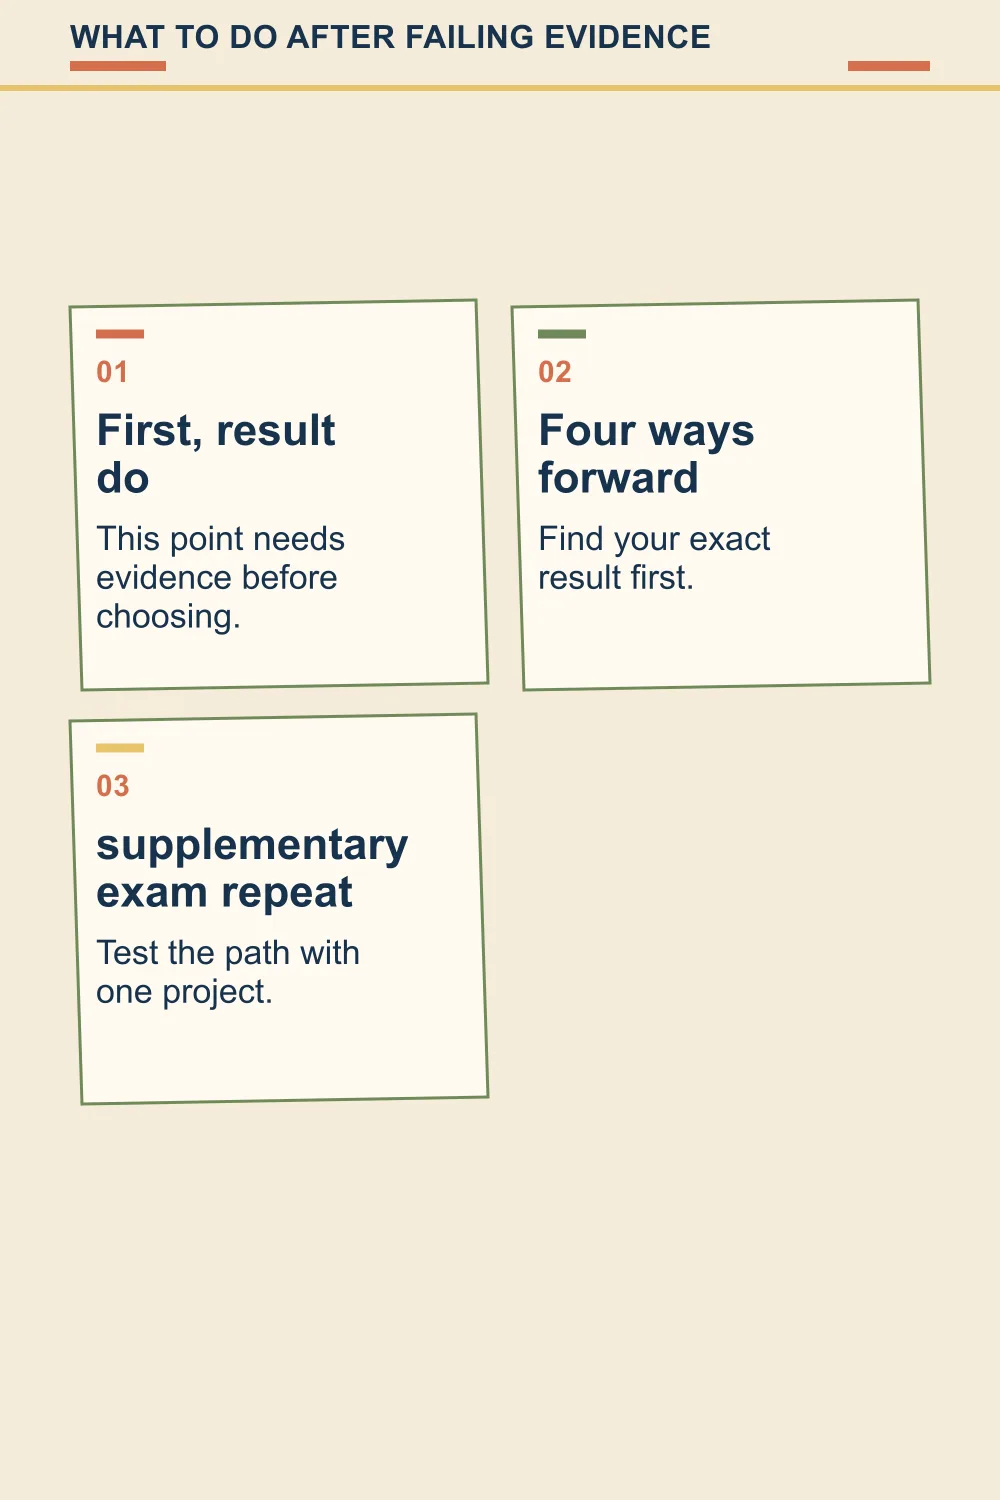 WHAT TO DO AFTER FAILING EVIDENCE
01
First, result
do
This point needs
evidence before
choosing.
02
Four ways
forward
Find your exact
result first.
03
supplementary
exam repeat
Test the path with
one project.